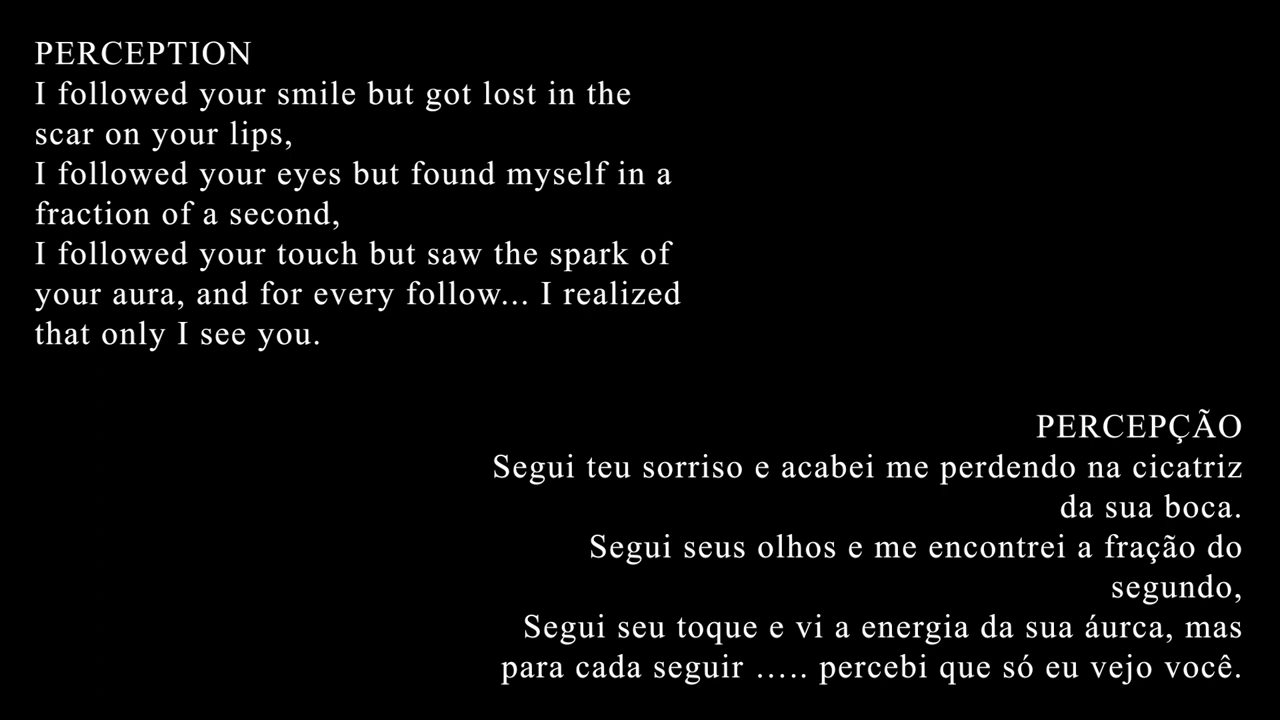 PERCEPTION
I followed your smile but got lost in the
scar on your lips,
I followed your eyes but found myself in a
fraction of a second,
I followed your touch but saw the spark of
your aura, and for every follow... I realized
that only I see you.
PERCEPÇÃO
Segui teu sorriso e acabei me perdendo na cicatriz
da sua boca.
Segui seus olhos e me encontrei a fração do
segundo,
Segui seu toque e vi a energia da sua áurca, mas
para cada seguir ..... percebi que só eu vejo você.